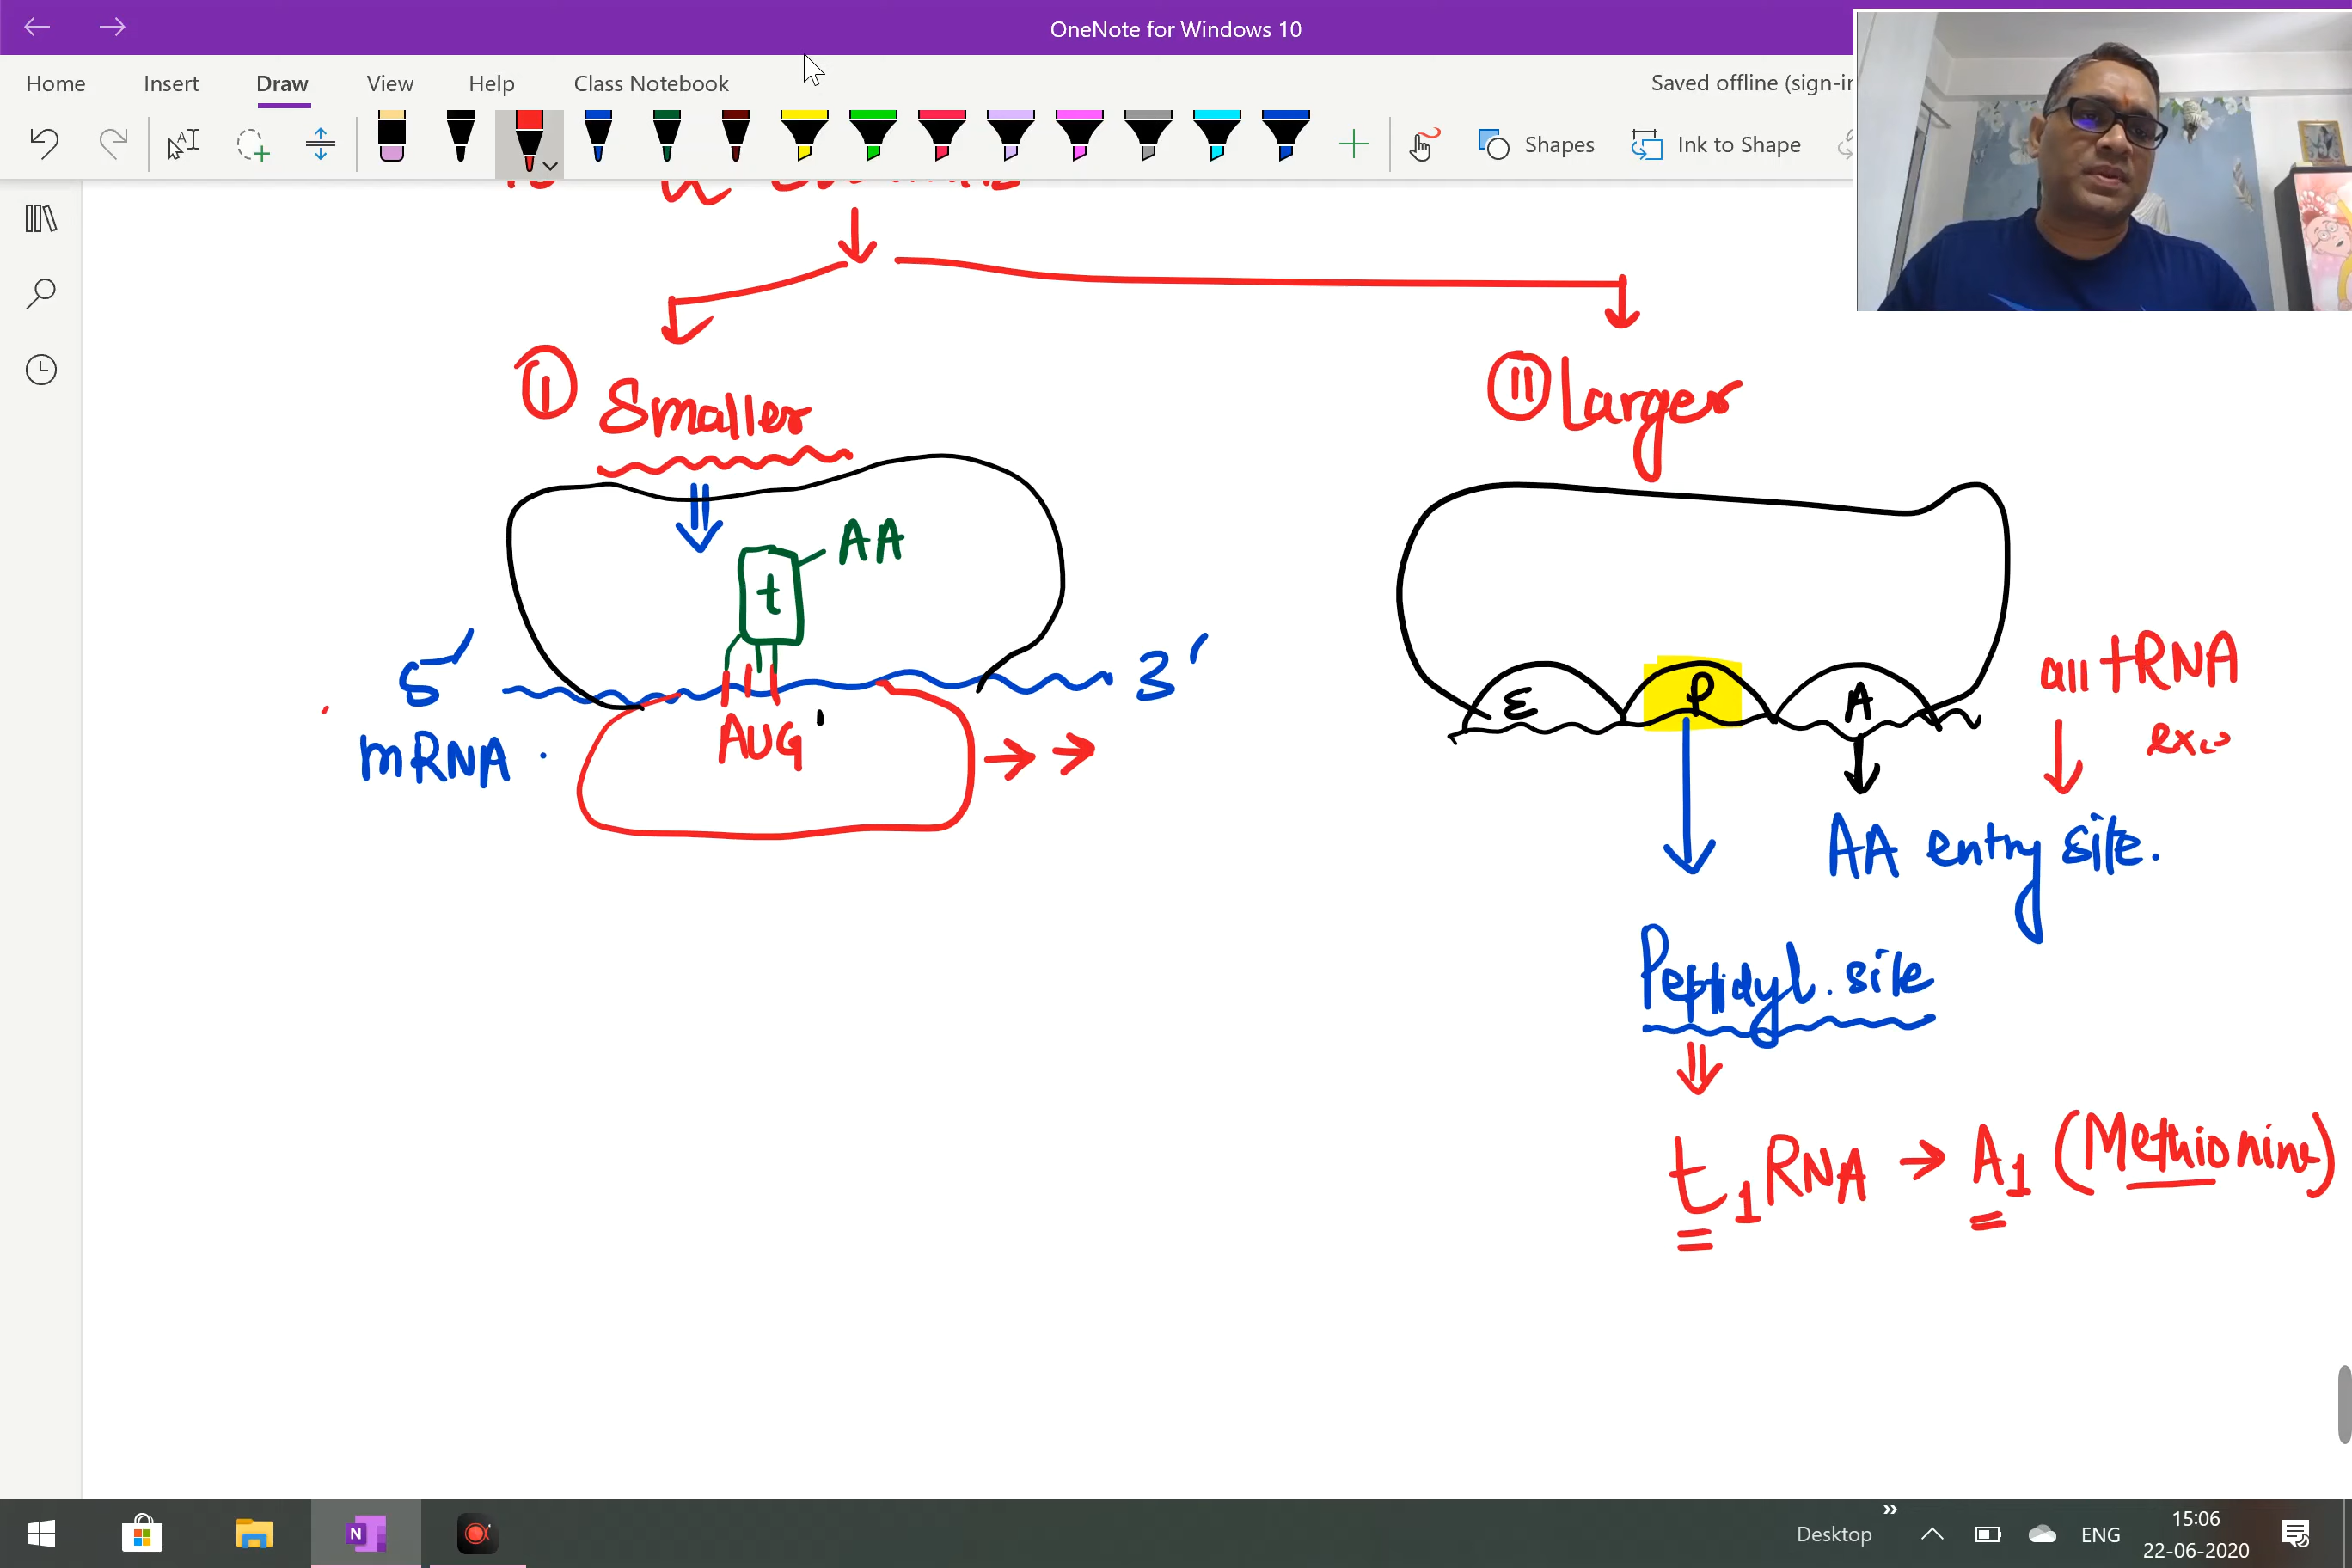 OneNote for Windows 10
Home Insert Draw View Help Class Notebook
Saved offline (sign-in
Shapes Ink to Shape
I Smaller
II Larger
AA
t
5′ 3′
mRNA
AUG
E P A
all tRNA
AA entry site.
Peptidyl. site
t1RNA → A1 (Methionine)
Desktop
ENG
15:06
22-06-2020